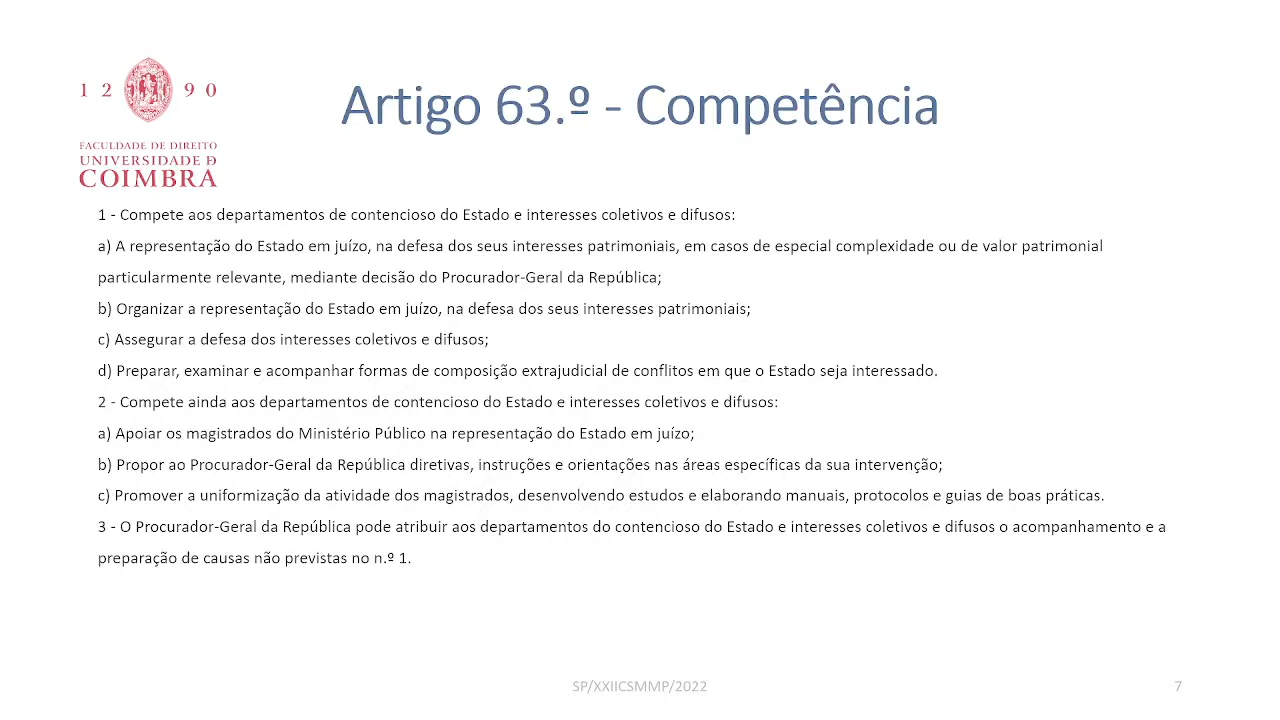 1 2 9 0
FACULDADE DE DIREITO
UNIVERSIDADE D
COIMBRA
Artigo 63.º - Competência
1 - Compete aos departamentos de contencioso do Estado e interesses coletivos e difusos:
a) A representação do Estado em juízo, na defesa dos seus interesses patrimoniais, em casos de especial complexidade ou de valor patrimonial
particularmente relevante, mediante decisão do Procurador-Geral da República;
b) Organizar a representação do Estado em juízo, na defesa dos seus interesses patrimoniais;
c) Assegurar a defesa dos interesses coletivos e difusos;
d) Preparar, examinar e acompanhar formas de composição extrajudicial de conflitos em que o Estado seja interessado.
2 - Compete ainda aos departamentos de contencioso do Estado e interesses coletivos e difusos:
a) Apoiar os magistrados do Ministério Público na representação do Estado em juízo;
b) Propor ao Procurador-Geral da República diretivas, instruções e orientações nas áreas específicas da sua intervenção;
c) Promover a uniformização da atividade dos magistrados, desenvolvendo estudos e elaborando manuais, protocolos e guias de boas práticas.
3 - O Procurador-Geral da República pode atribuir aos departamentos do contencioso do Estado e interesses coletivos e difusos o acompanhamento e a
preparação de causas não previstas no n.º 1.
SP/XXIICSMMP/2022
7